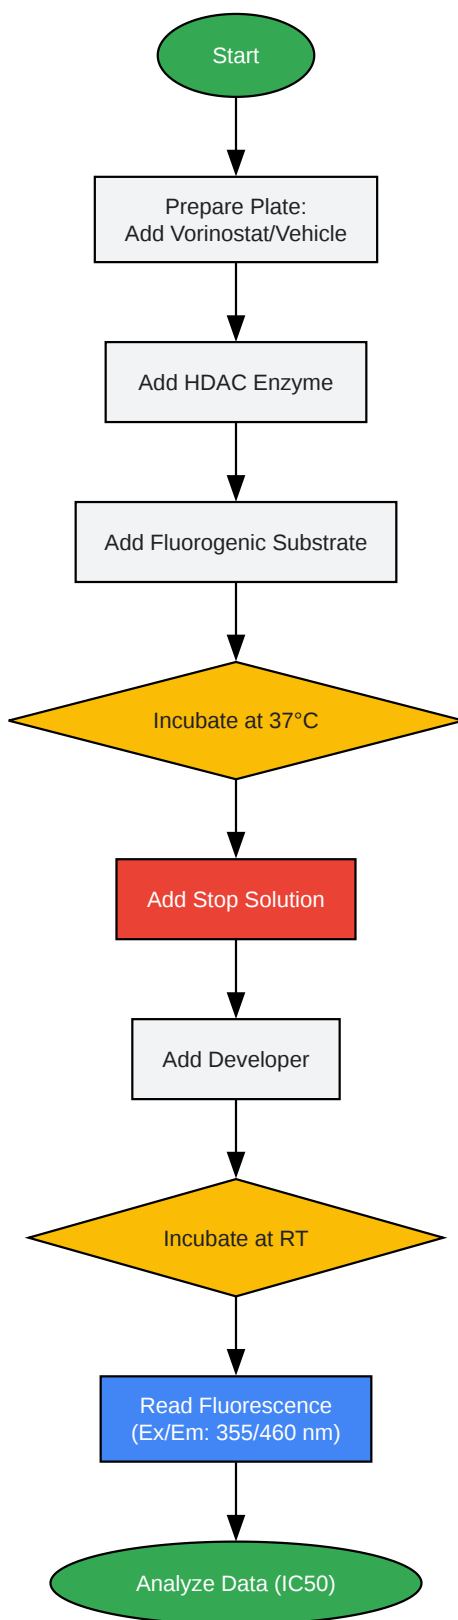 Start
Prepare Plate:
Add Vorinostat/Vehicle
Add HDAC Enzyme
Add Fluorogenic Substrate
Incubate at 37°C
Add Stop Solution
Add Developer
Incubate at RT
Read Fluorescence
(Ex/Em: 355/460 nm)
Analyze Data (IC50)